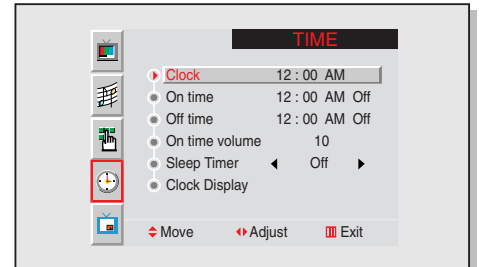 TIME
Clock 12 : 00 AM
On time 12 : 00 AM Off
Off time 12 : 00 AM Off
On time volume 10
Sleep Timer Off
Clock Display
Move Adjust Exit